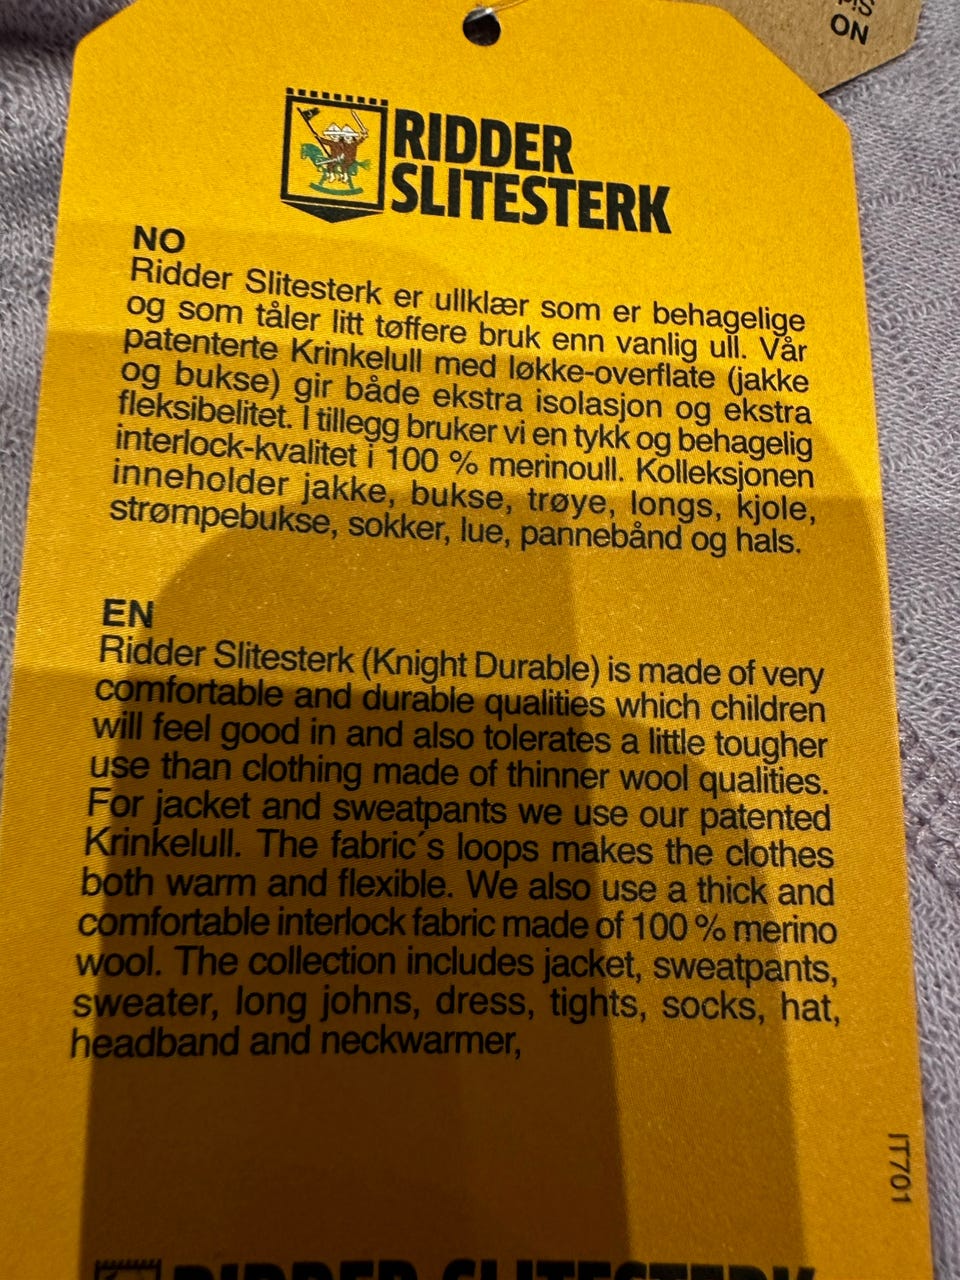 NO
RIDDER
SLITESTERK
NO
Ridder Slitesterk er ullklær som er behagelige
og som tåler litt tøffere bruk enn vanlig ull. Vår
patenterte Krinkelull med løkke-overflate (jakke
og bukse) gir både ekstra isolasjon og ekstra
fleksibelitet. I tillegg bruker vi en tykk og behagelig
interlock-kvalitet i 100 % merinoull. Kolleksjonen
inneholder jakke, bukse, trøye, longs, kjole,
strømpebukse, sokker, lue, pannebånd og hals.
EN
Ridder Slitesterk (Knight Durable) is made of very
comfortable and durable qualities which children
will feel good in and also tolerates a little tougher
use than clothing made of thinner wool qualities.
For jacket and sweatpants we use our patented
Krinkelull. The fabric´s loops makes the clothes
both warm and flexible. We also use a thick and
comfortable interlock fabric made of 100 % merino
wool. The collection includes jacket, sweatpants,
sweater, long johns, dress, tights, socks, hat,
headband and neckwarmer,
IT701
RIDDER SLITESTERK